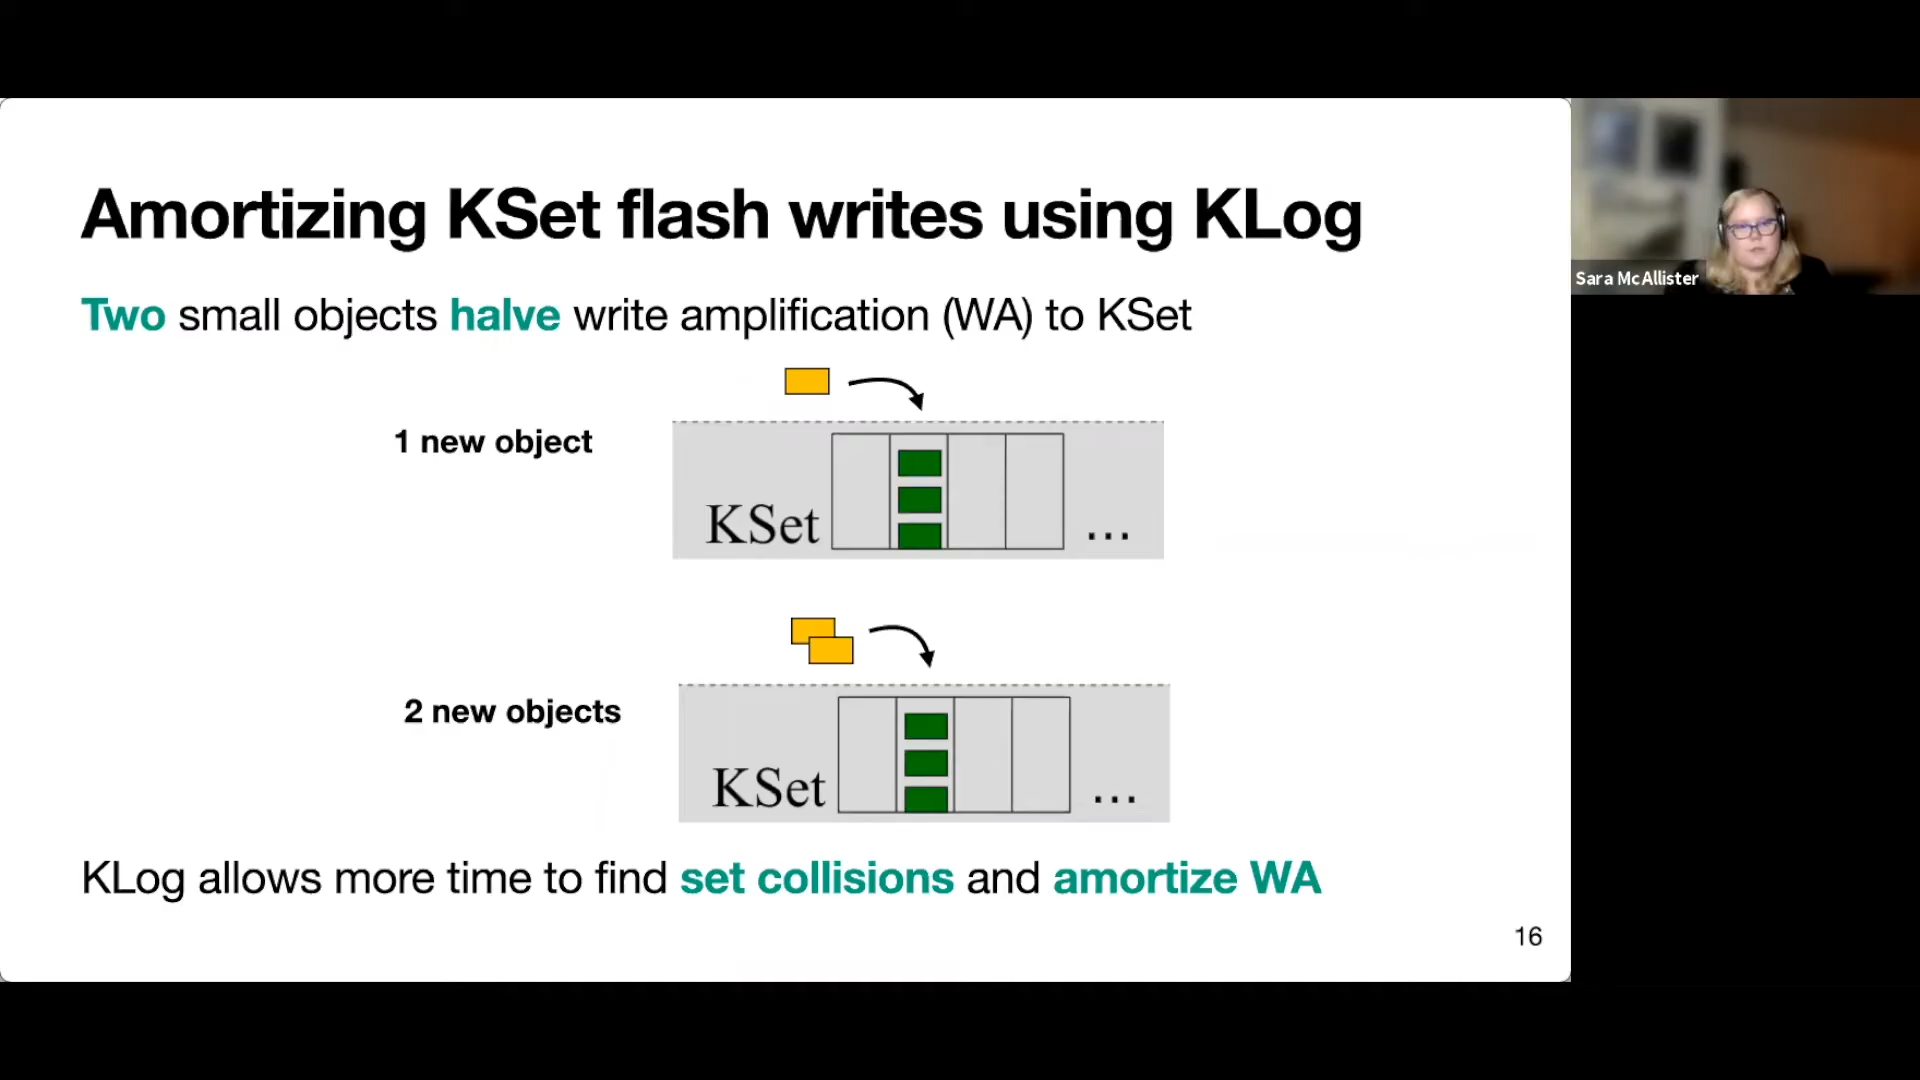 Amortizing KSet flash writes using KLog
Two small objects halve write amplification (WA) to KSet
1 new object
KSet
...
2 new objects
KSet
...
KLog allows more time to find set collisions and amortize WA
16
Sara McAllister